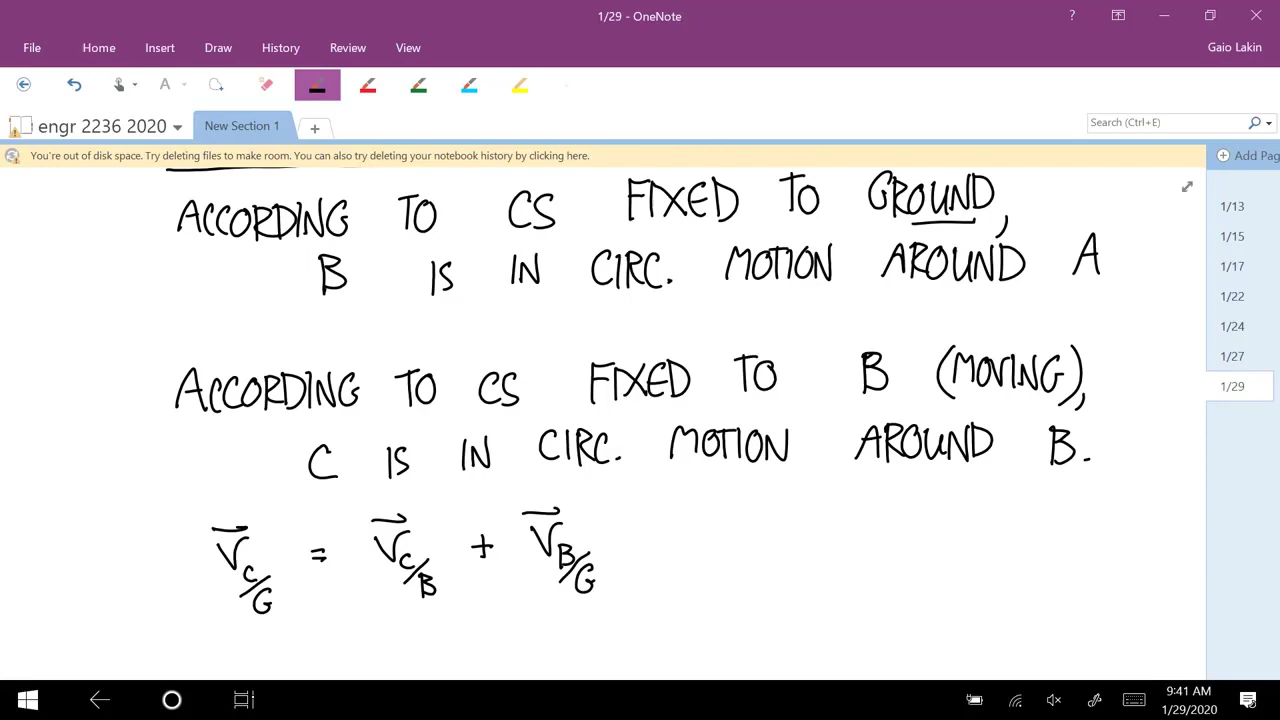 1/29 - OneNote
?
File Home Insert Draw History Review View
Gaio Lakin
A
engr 2236 2020
New Section 1
+
Search (Ctrl+E)
You're out of disk space. Try deleting files to make room. You can also try deleting your notebook history by clicking here.
Add Pag
1/13
1/15
1/17
1/22
1/24
1/27
1/29
ACCORDING TO CS FIXED TO GROUND,
B IS IN CIRC. MOTION AROUND A
ACCORDING TO CS FIXED TO B (MOVING),
C IS IN CIRC. MOTION AROUND B.
V⃗C/G = V⃗C/B + V⃗B/G
9:41 AM
1/29/2020